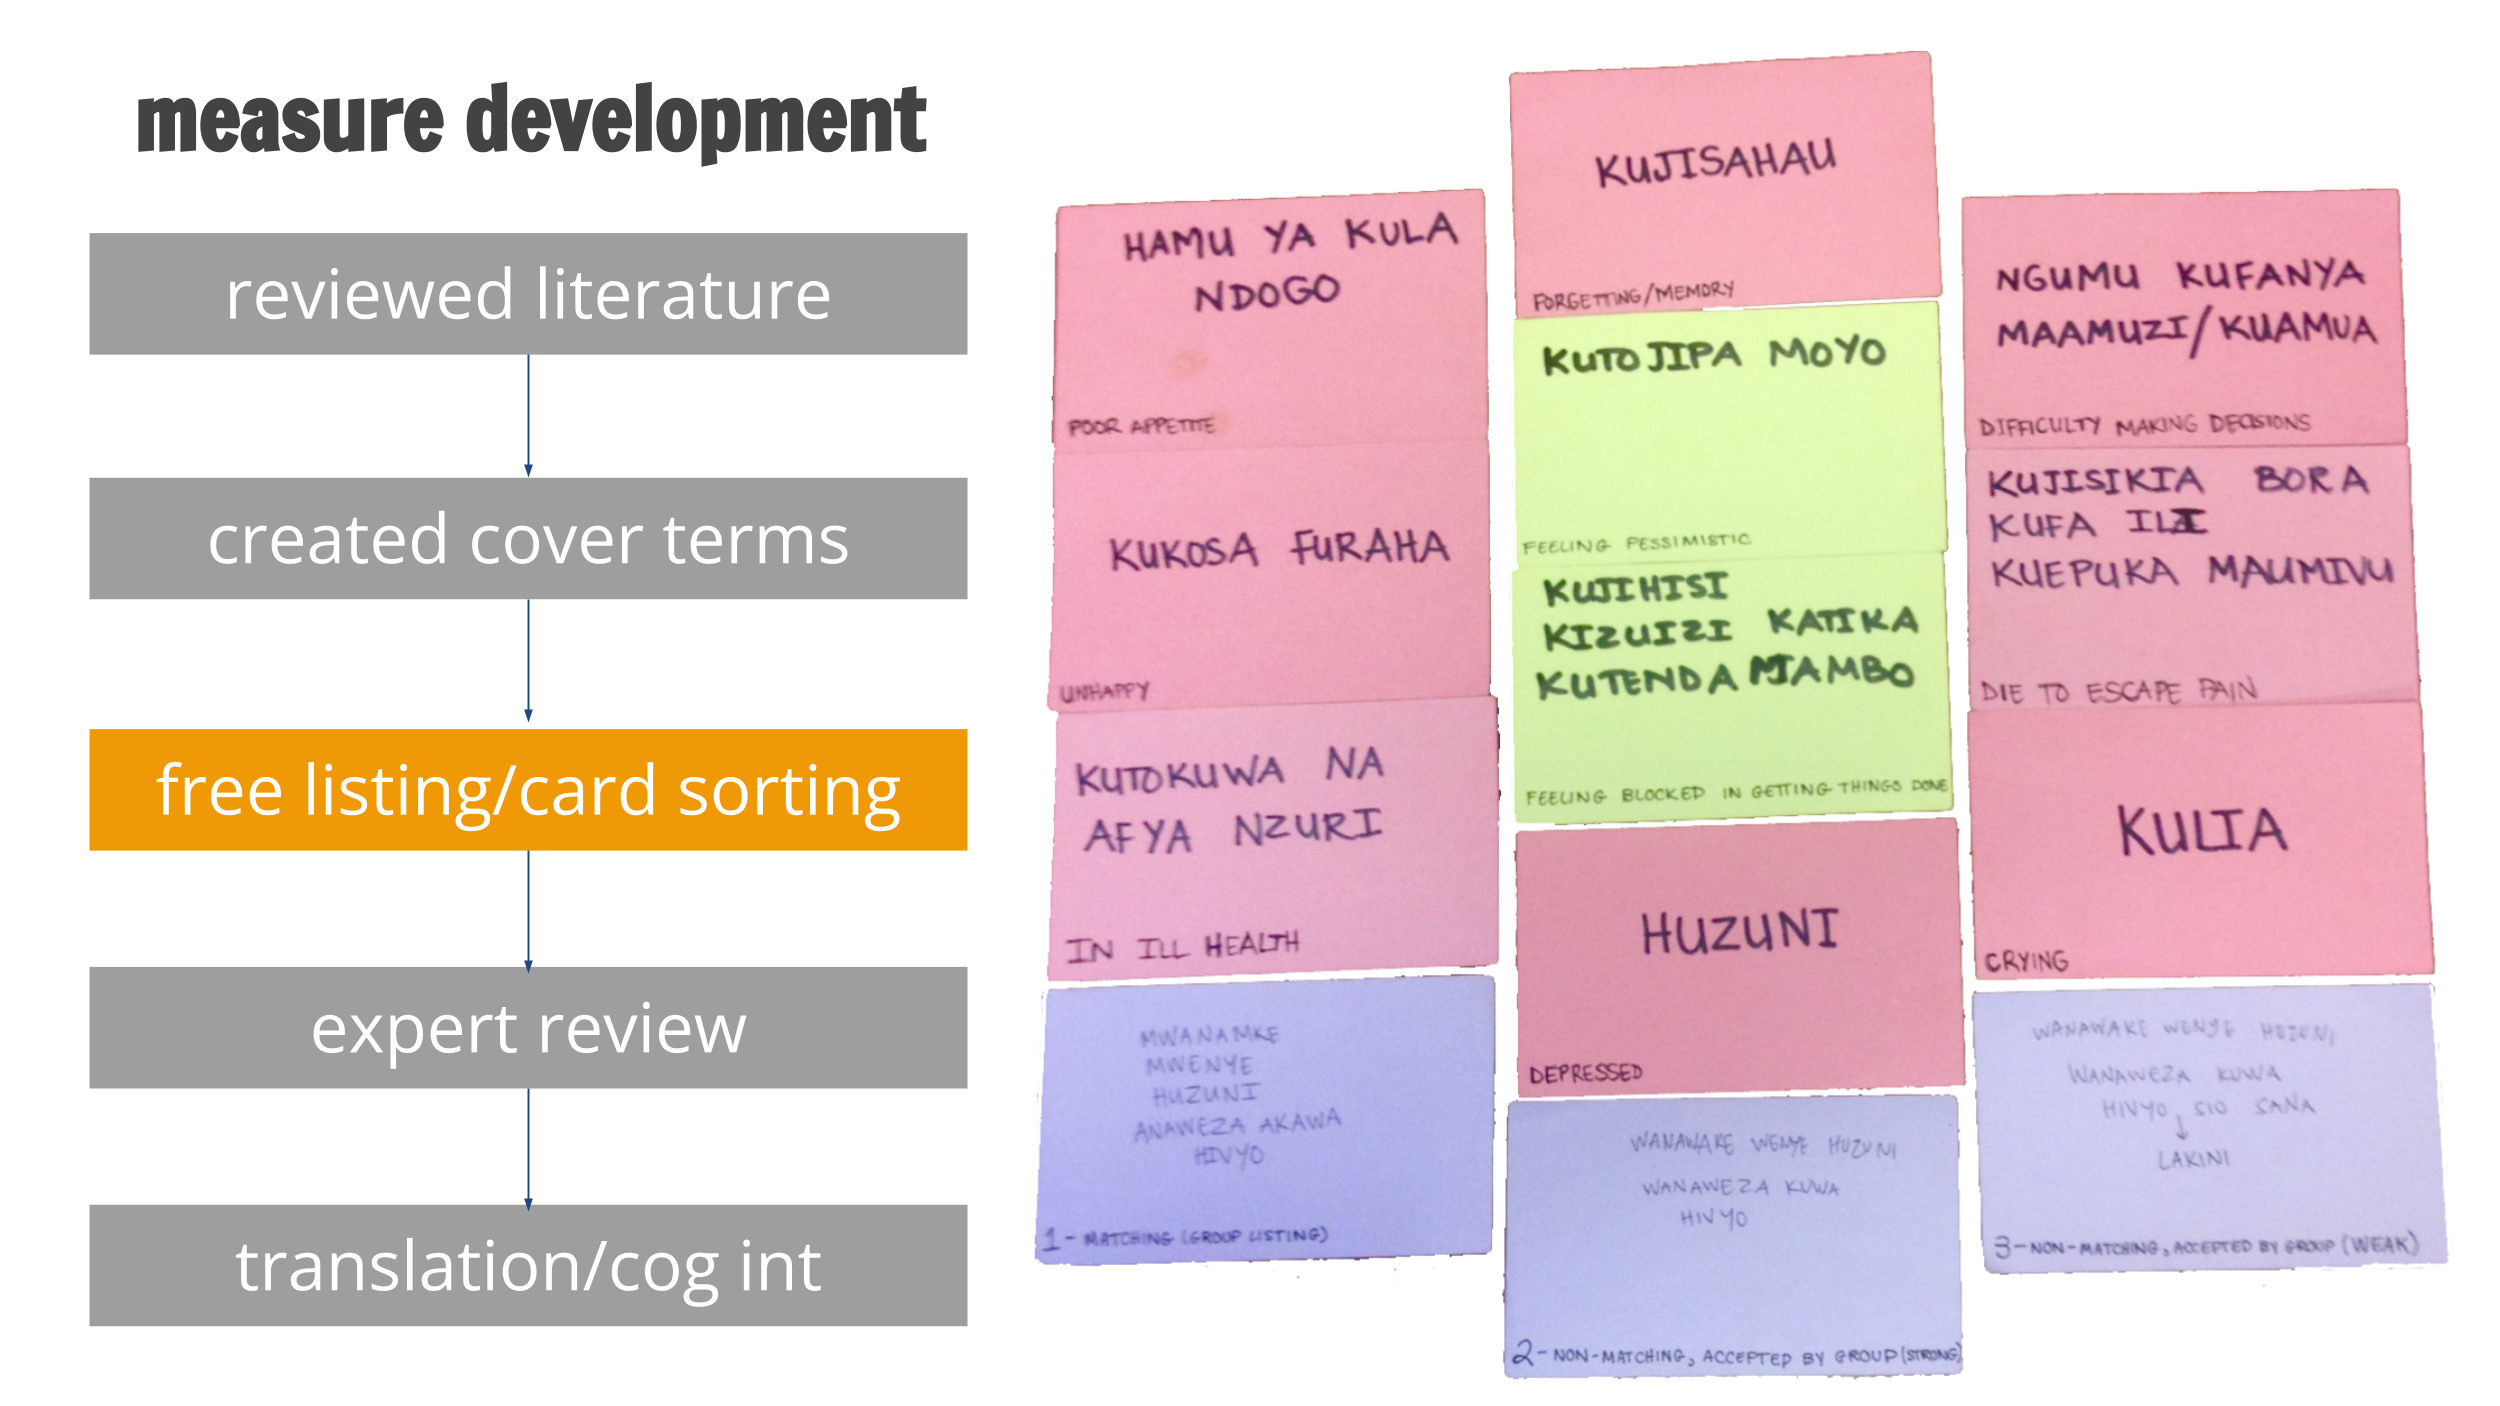 measure development
reviewed literature
created cover terms
free listing/card sorting
expert review
translation/cog int
HAMU YA KULA
NDOGO
POOR APPETITE
KUKOSA FURAHA
UNHAPPY
KUTOKUWA NA
AFYA NZURI
IN ILL HEALTH
MWANAMKE
MWENYE
HUZUNI
ANAWEZA AKAWA
HIVYO
1 - MATCHING (GROUP LISTING)
KUJISAHAU
FORGETTING/MEMORY
KUTOJIPA MOYO
FEELING PESSIMISTIC
KUJIHISI
KIZUIZI KATIKA
KUTENDA MJAMBO
FEELING BLOCKED IN GETTING THINGS DONE
HUZUNI
DEPRESSED
WANAWAKE WENYE HUZUNI
WANAWEZA KUWA
HIVYO
2 - NON-MATCHING, ACCEPTED BY GROUP (STRONG)
NGUMU KUFANYA
MAAMUZI/KUAMUA
DIFFICULTY MAKING DECISIONS
KUJISIKIA BORA
KUFA ILI
KUEPUKA MAUMIVU
DIE TO ESCAPE PAIN
KULIA
CRYING
WANAWAKE WENYE HUZUNI
WANAWEZA KUWA
HIVYO SIO SANA
↓
LAKINI
3 - NON-MATCHING, ACCEPTED BY GROUP (WEAK)